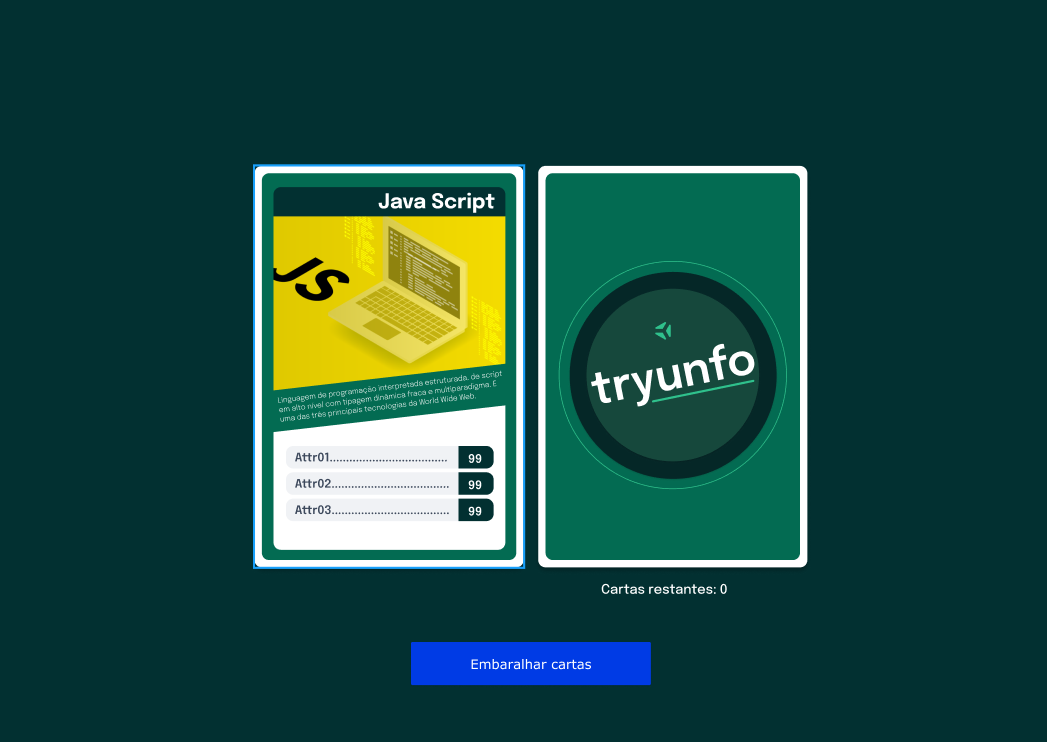 Java Script
JS
Linguagem de programação interpretada estruturada, de script
em alto nível com tipagem dinâmica fraca e multiparadigma. É
uma das três principais tecnologias da World Wide Web.
Attr01................................... 99
Attr02................................... 99
Attr03................................... 99
tryunfo
Cartas restantes: 0
Embaralhar cartas